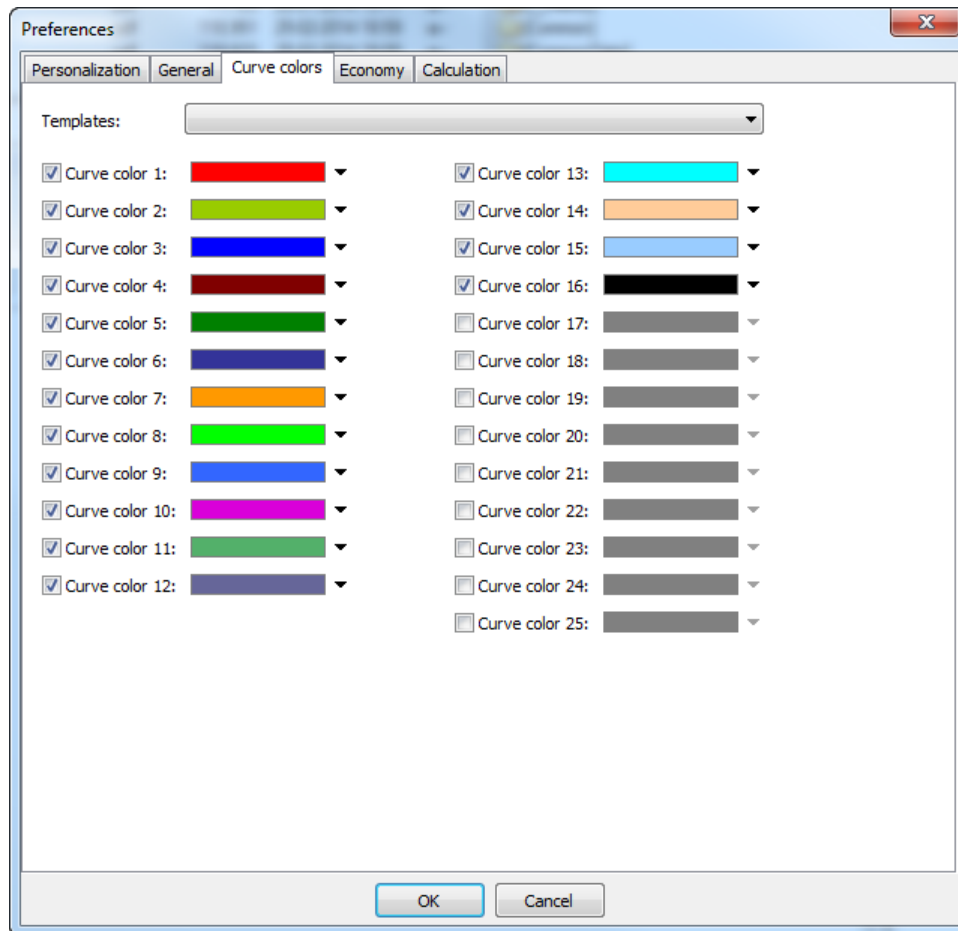 Preferences
Personalization General Curve colors Economy Calculation
Templates:
Curve color 1:
Curve color 2:
Curve color 3:
Curve color 4:
Curve color 5:
Curve color 6:
Curve color 7:
Curve color 8:
Curve color 9:
Curve color 10:
Curve color 11:
Curve color 12:
Curve color 13:
Curve color 14:
Curve color 15:
Curve color 16:
Curve color 17:
Curve color 18:
Curve color 19:
Curve color 20:
Curve color 21:
Curve color 22:
Curve color 23:
Curve color 24:
Curve color 25:
OK Cancel